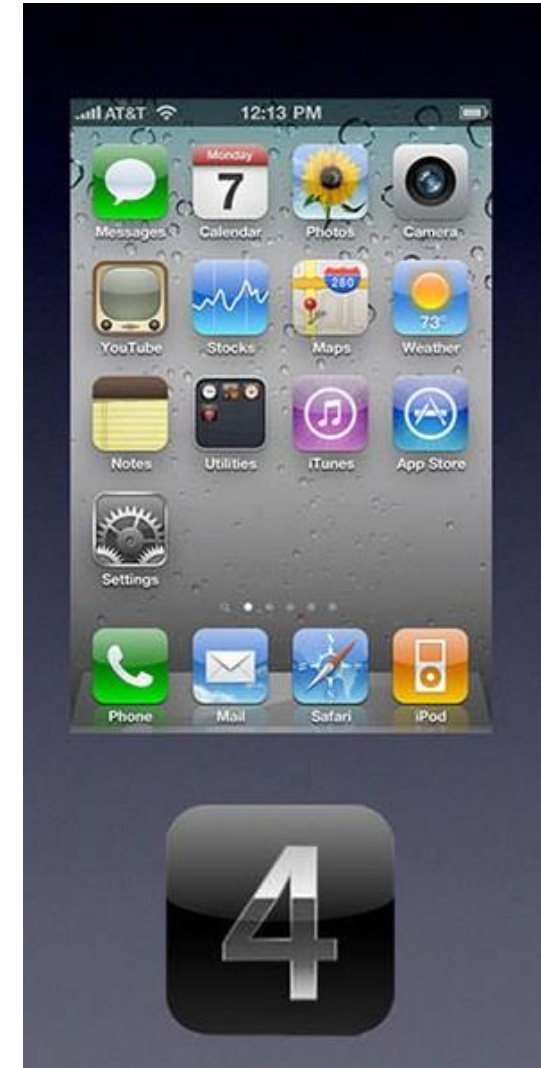 AT&T 12:13 PM
Monday
7
Messages Calendar Photos Camera
280
73°
YouTube Stocks Maps Weather
Notes Utilities iTunes App Store
Settings
Phone Mail Safari iPod
4